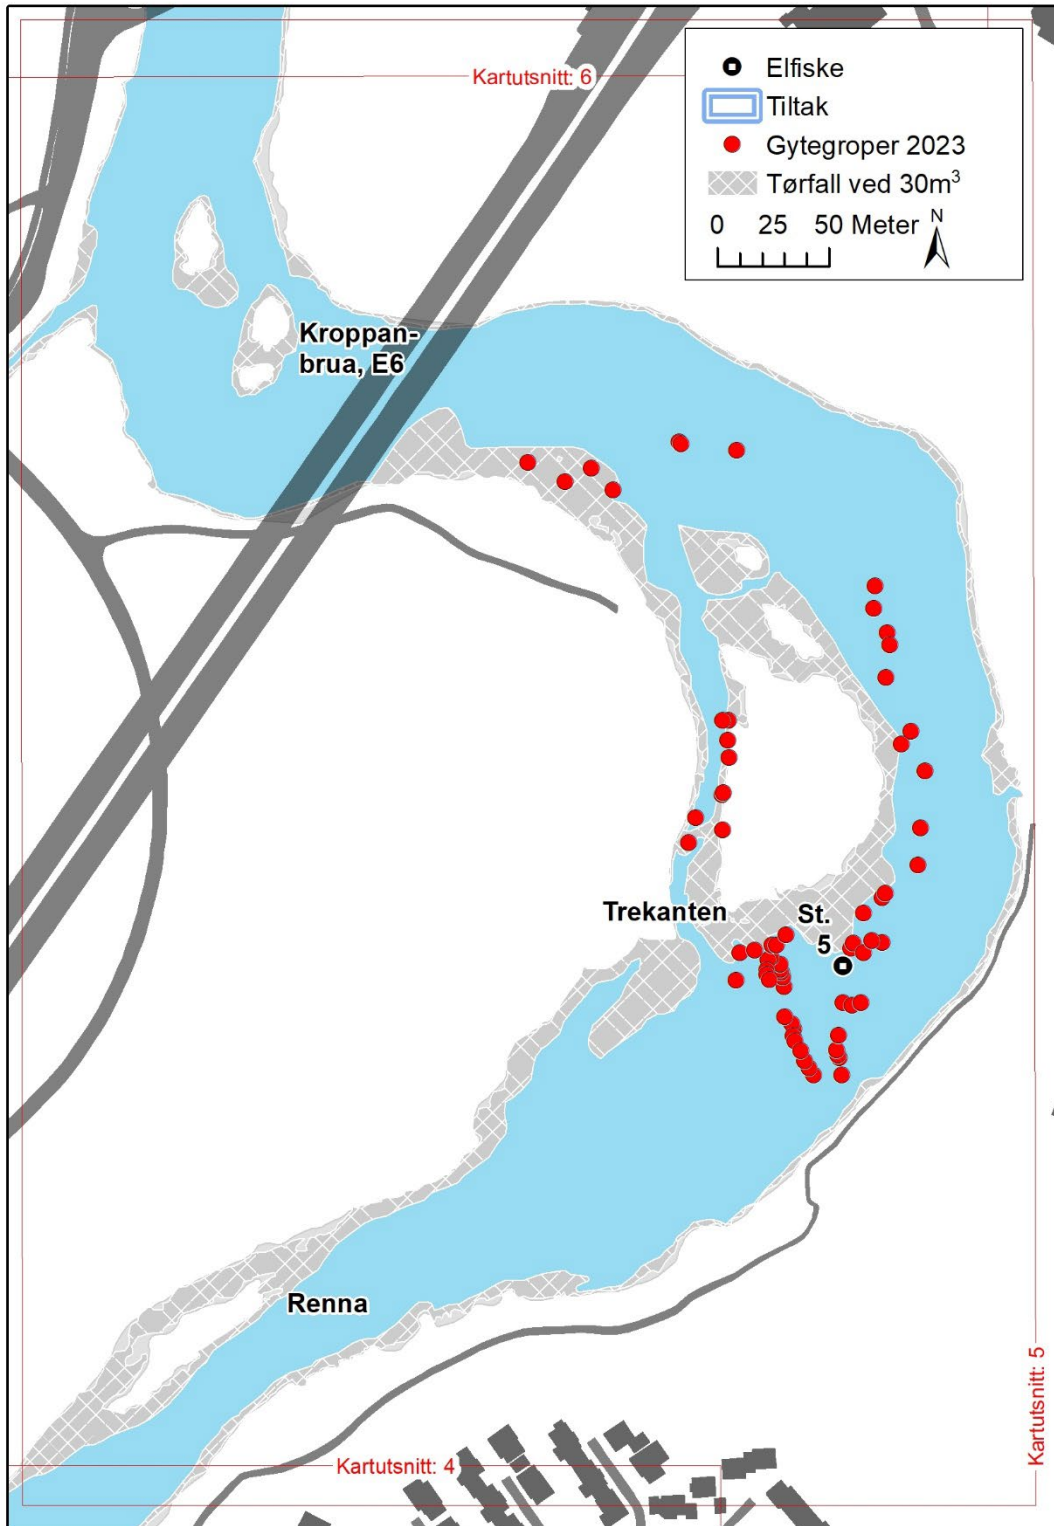 Kartutsnitt: 6
Elfiske
Tiltak
Gytegroper 2023
Tørfall ved 30m³
0 25 50 Meter
N
Kroppan-
brua, E6
Trekanten
St.
5
Renna
Kartutsnitt: 5
Kartutsnitt: 4